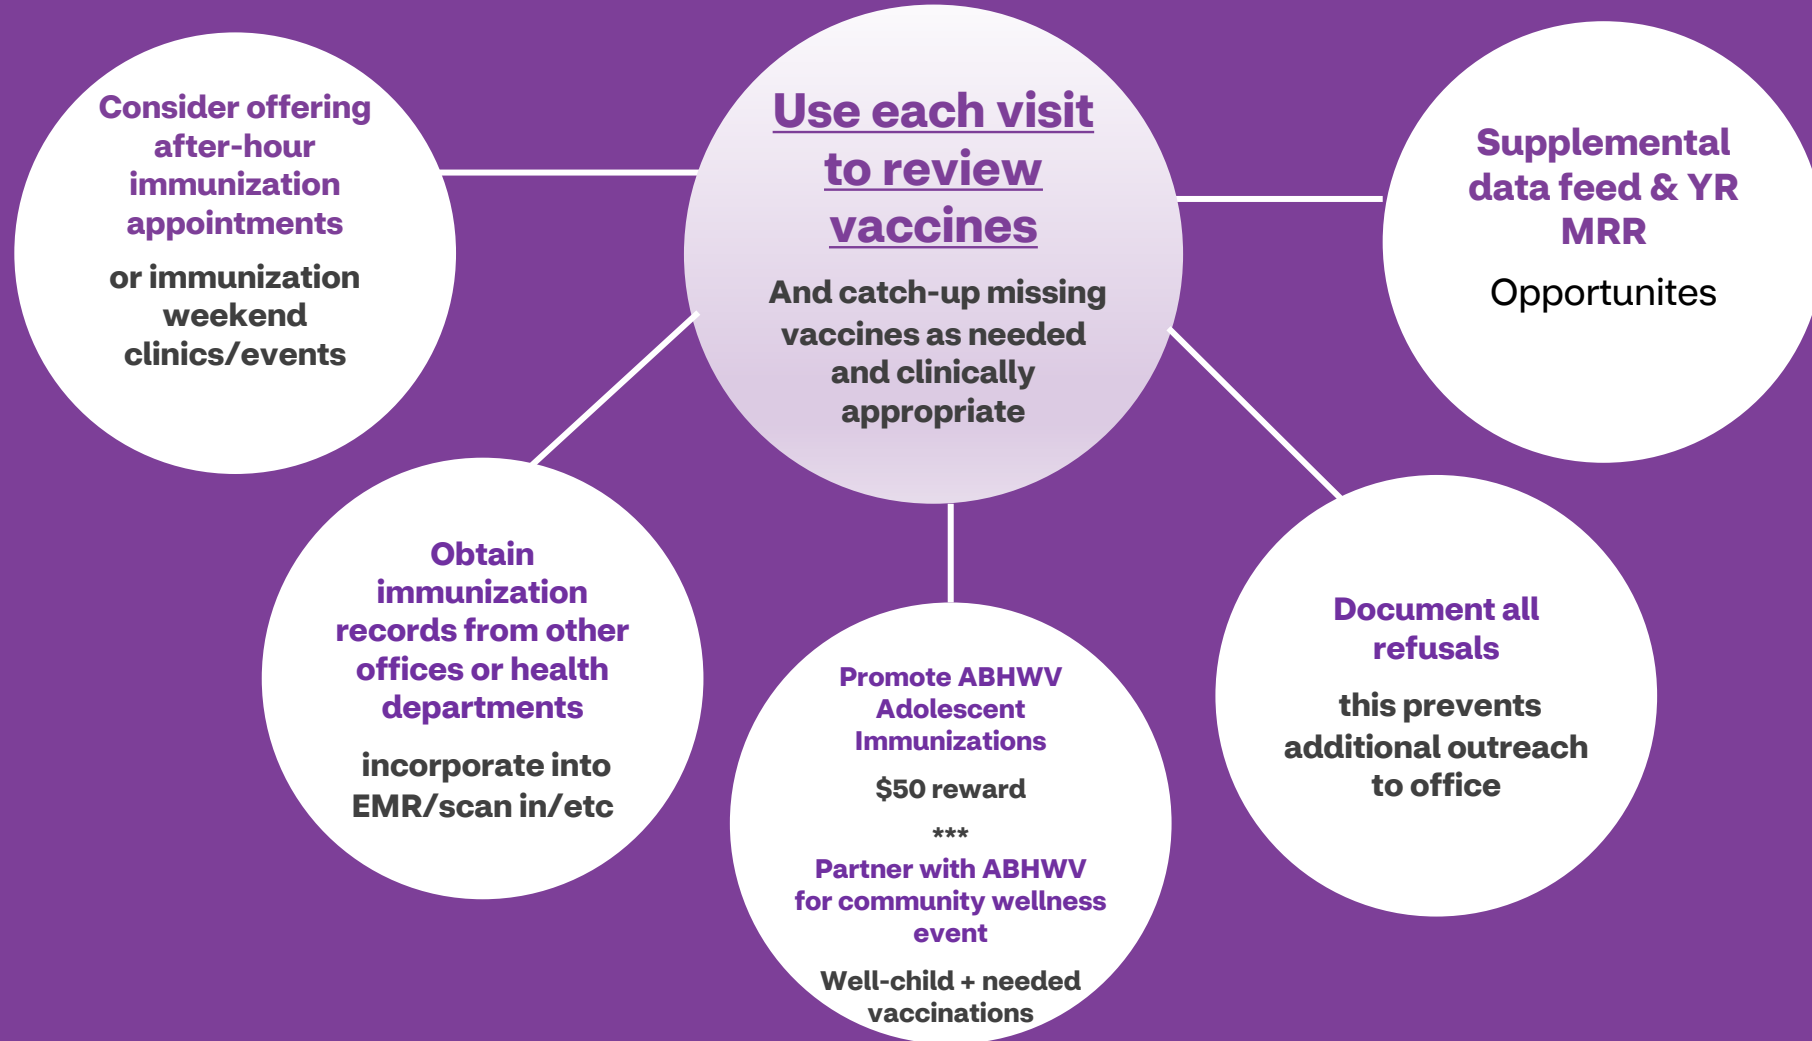 Consider offering
after-hour
immunization
appointments
or immunization
weekend
clinics/events
Use each visit
to review
vaccines
And catch-up missing
vaccines as needed
and clinically
appropriate
Supplemental
data feed & YR
MRR
Opportunites
Obtain
immunization
records from other
offices or health
departments
incorporate into
EMR/scan in/etc
Promote ABHWV
Adolescent
Immunizations
$50 reward
***
Partner with ABHWV
for community wellness
event
Well-child + needed
vaccinations
Document all
refusals
this prevents
additional outreach
to office